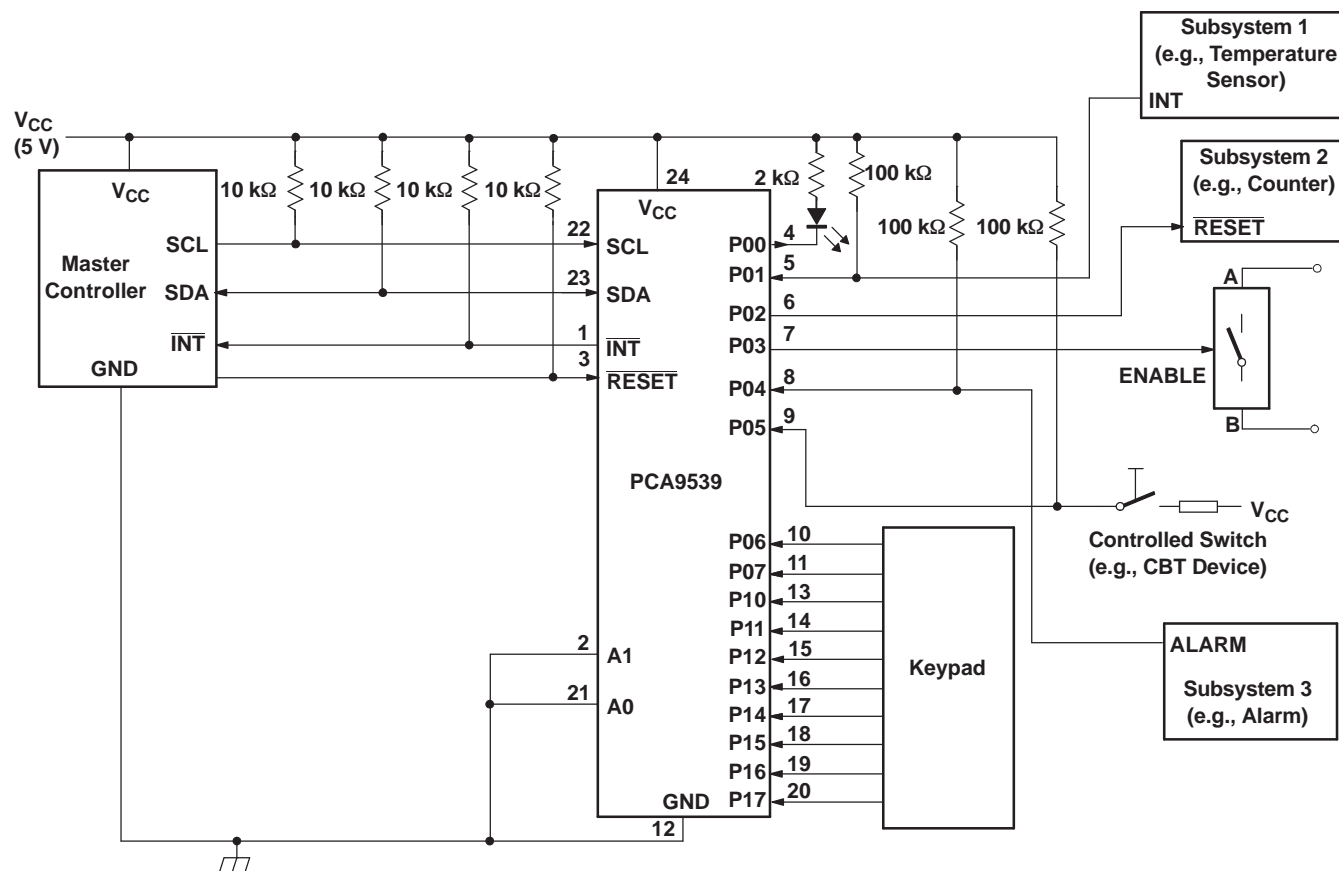 Subsystem 1
(e.g., Temperature
Sensor)
INT
VCC
(5 V)
Subsystem 2
(e.g., Counter)
RESET
VCC
10 kΩ
10 kΩ
10 kΩ
10 kΩ
24
VCC
2 kΩ
100 kΩ
100 kΩ
100 kΩ
Master
Controller
SCL
SDA
INT
GND
22
SCL
23
SDA
1
INT
3
RESET
P00
4
P01
5
P02
6
P03
7
P04
8
P05
9
A
ENABLE
B
PCA9539
VCC
Controlled Switch
(e.g., CBT Device)
P06
10
P07
11
P10
13
P11
14
P12
15
P13
16
P14
17
P15
18
P16
19
P17
20
Keypad
ALARM
Subsystem 3
(e.g., Alarm)
2
A1
21
A0
GND
12